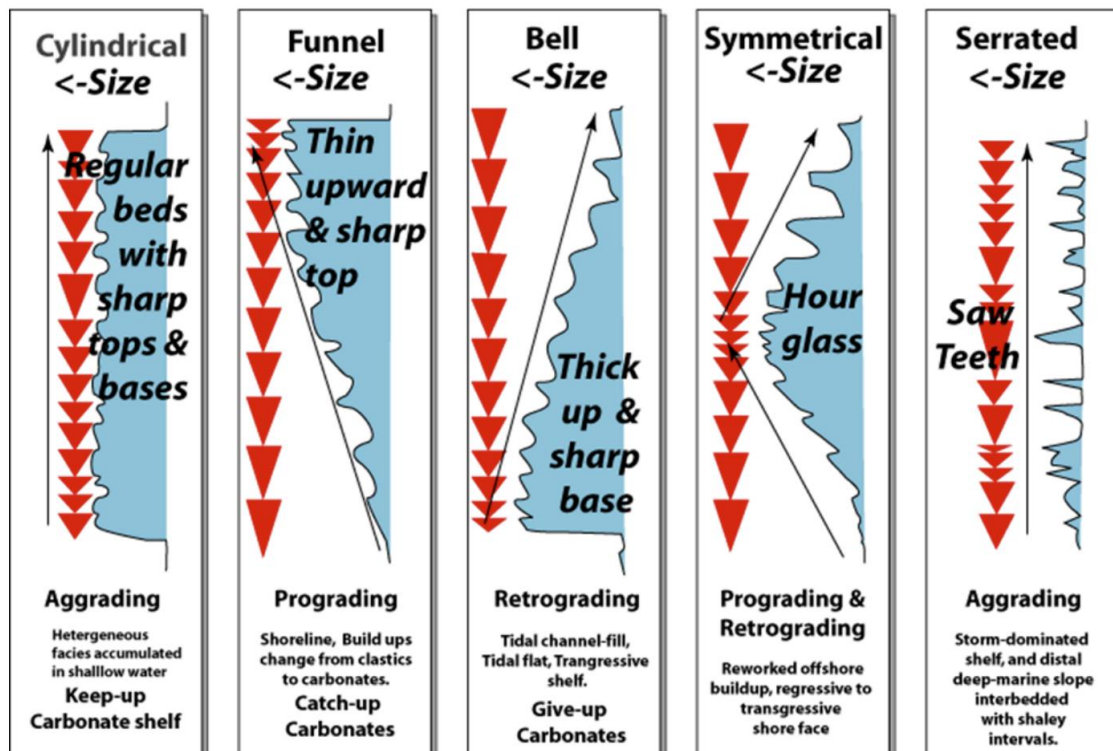 Cylindrical
<-Size
Regular
beds
with
sharp
tops &
bases
Aggrading
Hetergeneous
facies accumulated
in shalllow water
Keep-up
Carbonate shelf
Funnel
<-Size
Thin
upward
& sharp
top
Prograding
Shoreline, Build ups
change from clastics
to carbonates.
Catch-up
Carbonates
Bell
<-Size
Thick
up &
sharp
base
Retrograding
Tidal channel-fill,
Tidal flat, Trangressive
shelf.
Give-up
Carbonates
Symmetrical
<-Size
Hour
glass
Prograding &
Retrograding
Reworked offshore
buildup, regressive to
transgressive
shore face
Serrated
<-Size
Saw
Teeth
Aggrading
Storm-dominated
shelf, and distal
deep-marine slope
interbedded
with shaley
intervals.